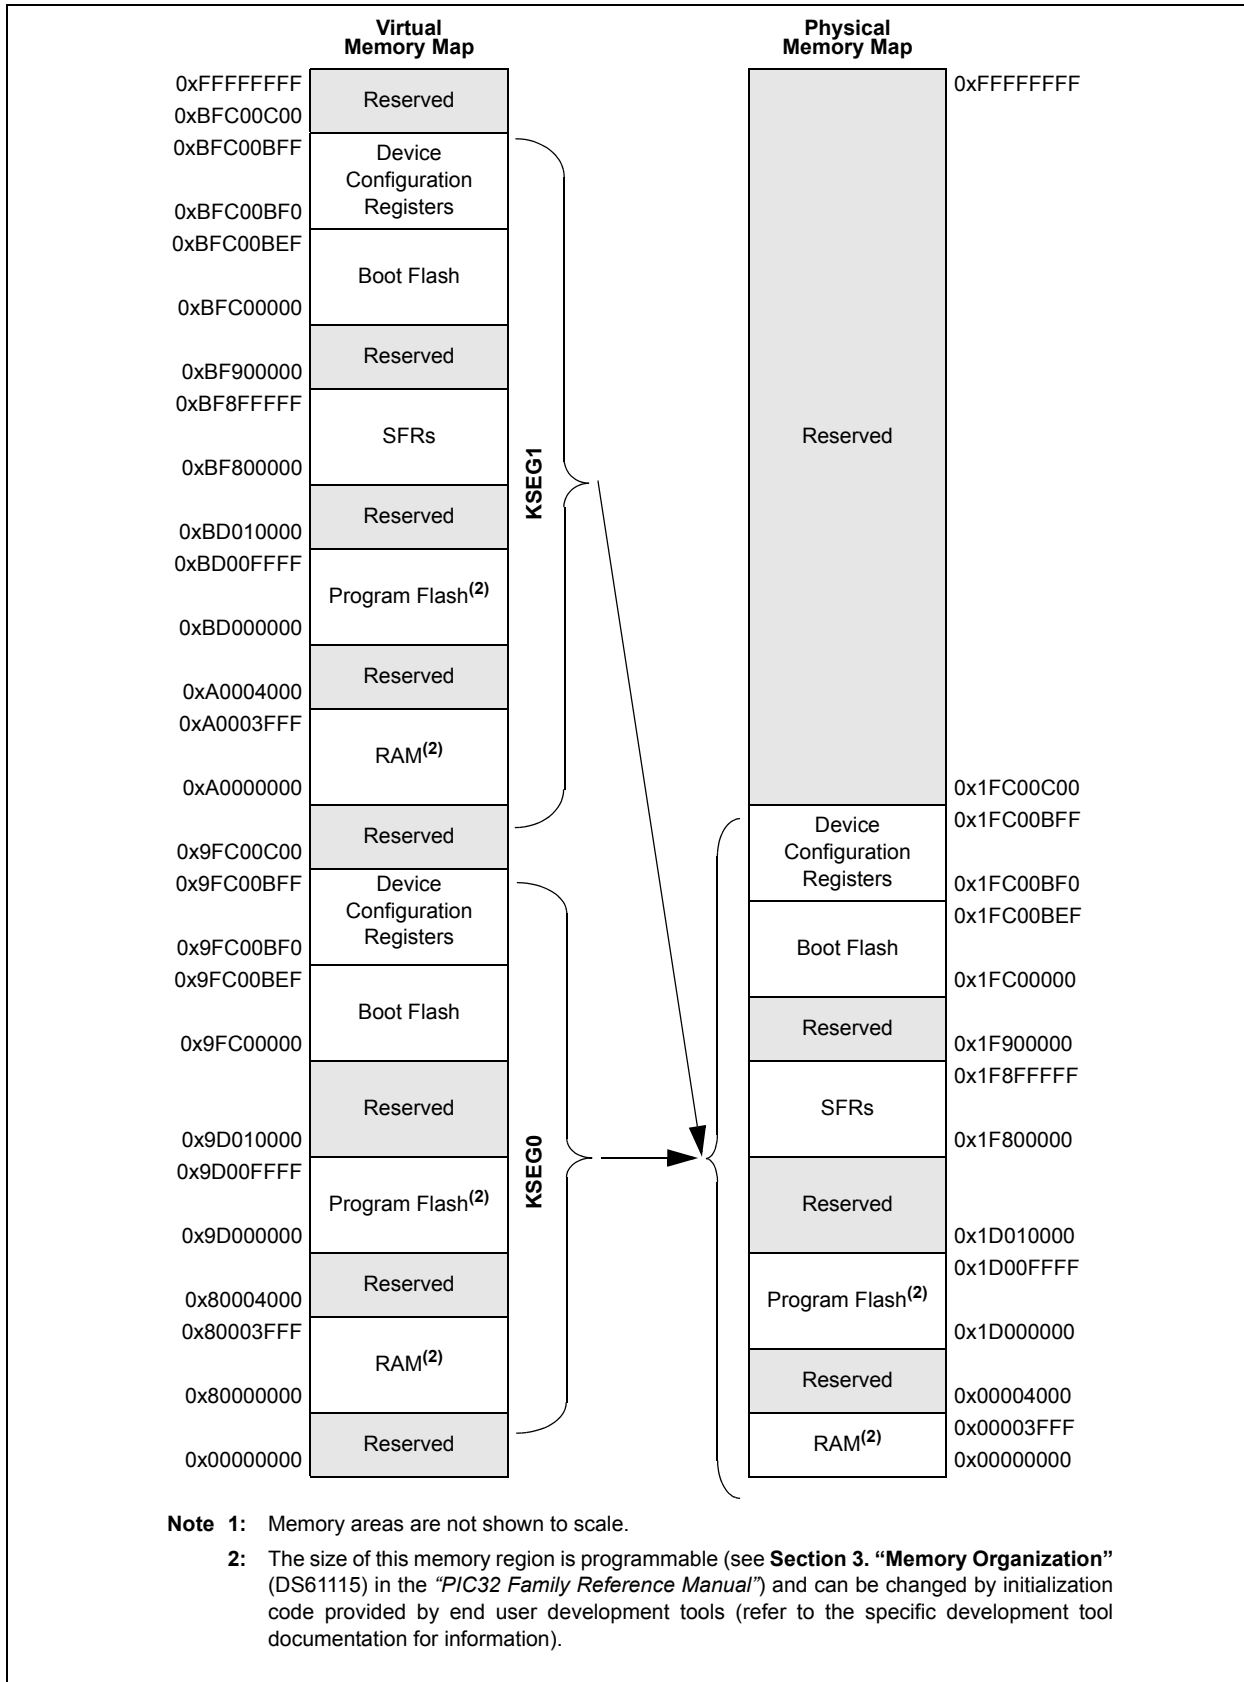 Virtual
Memory Map
0xFFFFFFFF
Reserved
0xBFC00C00
0xBFC00BFF
Device
Configuration
Registers
0xBFC00BF0
0xBFC00BEF
Boot Flash
0xBFC00000
Reserved
0xBF900000
0xBF8FFFFF
SFRs
0xBF800000
Reserved
0xBD010000
0xBD00FFFF
Program Flash(2)
0xBD000000
Reserved
0xA0004000
0xA0003FFF
RAM(2)
0xA0000000
Reserved
0x9FC00C00
0x9FC00BFF
Device
Configuration
Registers
0x9FC00BF0
0x9FC00BEF
Boot Flash
0x9FC00000
Reserved
0x9D010000
0x9D00FFFF
Program Flash(2)
0x9D000000
Reserved
0x80004000
0x80003FFF
RAM(2)
0x80000000
Reserved
0x00000000
KSEG1
KSEG0
Physical
Memory Map
0xFFFFFFFF
Reserved
0x1FC00C00
0x1FC00BFF
Device
Configuration
Registers
0x1FC00BF0
0x1FC00BEF
Boot Flash
0x1FC00000
Reserved
0x1F900000
0x1F8FFFFF
SFRs
0x1F800000
Reserved
0x1D010000
0x1D00FFFF
Program Flash(2)
0x1D000000
Reserved
0x00004000
0x00003FFF
RAM(2)
0x00000000
Note 1: Memory areas are not shown to scale.
2: The size of this memory region is programmable (see Section 3. “Memory Organization”
(DS61115) in the “PIC32 Family Reference Manual”) and can be changed by initialization
code provided by end user development tools (refer to the specific development tool
documentation for information).